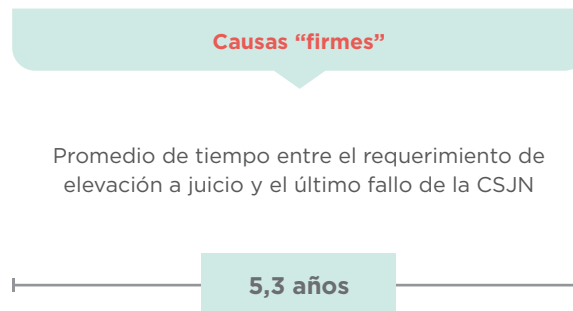 Causas “firmes”
Promedio de tiempo entre el requerimiento de
elevación a juicio y el último fallo de la CSJN
5,3 años